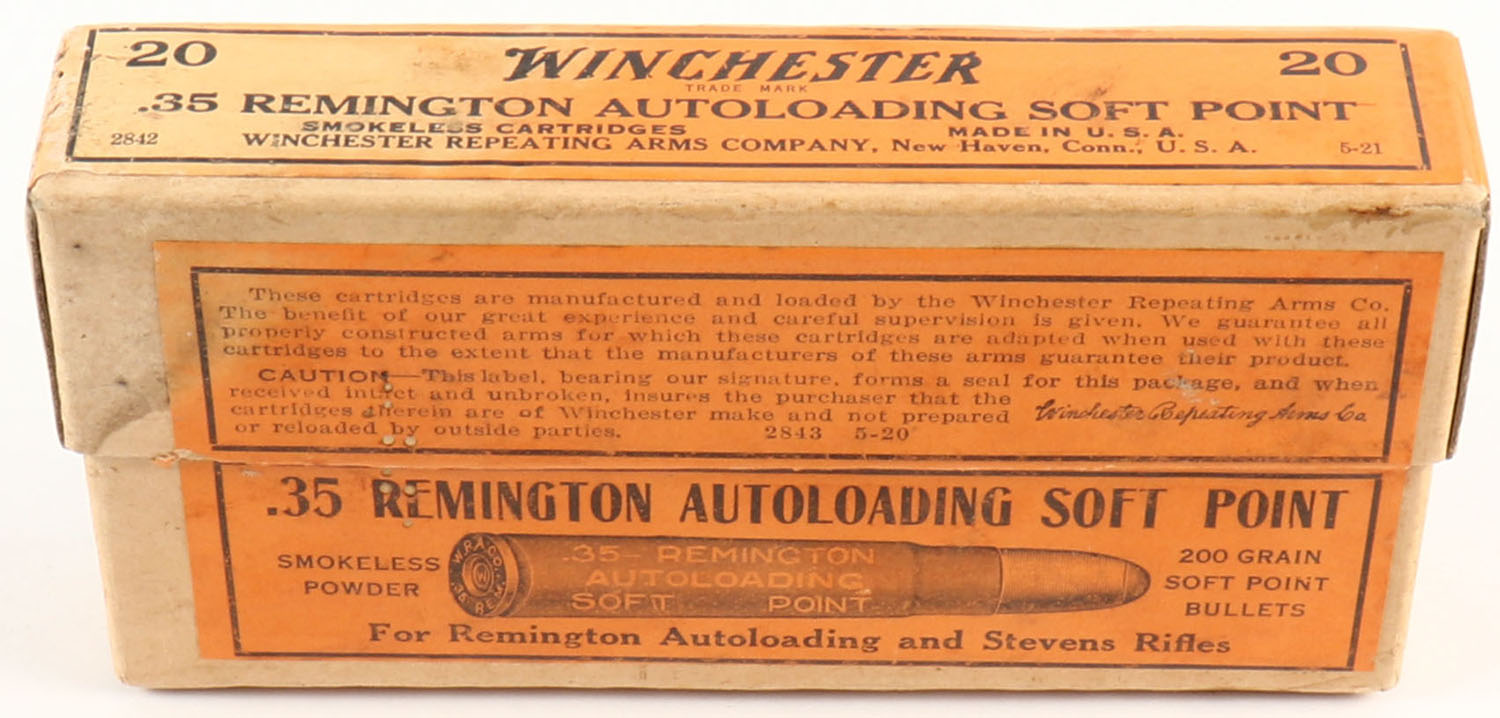 20 WINCHESTER 20
TRADE MARK
.35 REMINGTON AUTOLOADING SOFT POINT
SMOKELESS CARTRIDGES MADE IN U.S.A.
2842 WINCHESTER REPEATING ARMS COMPANY, New Haven, Conn., U.S.A. 5-21
These cartridges are manufactured and loaded by the Winchester Repeating Arms Co.
The benefit of our great experience and careful supervision is given. We guarantee all
properly constructed arms for which these cartridges are adapted when used with these
cartridges to the extent that the manufacturers of these arms guarantee their product.
CAUTION—This label, bearing our signature, forms a seal for this package, and when
received intact and unbroken, insures the purchaser that the
cartridges therein are of Winchester make and not prepared
or reloaded by outside parties. 2843 5-20
Winchester Repeating Arms Co.
.35 REMINGTON AUTOLOADING SOFT POINT
SMOKELESS
POWDER
W.R.A.CO.
W
.35 REM.
.35- REMINGTON
AUTOLOADING
SOFT POINT
200 GRAIN
SOFT POINT
BULLETS
For Remington Autoloading and Stevens Rifles
5-21